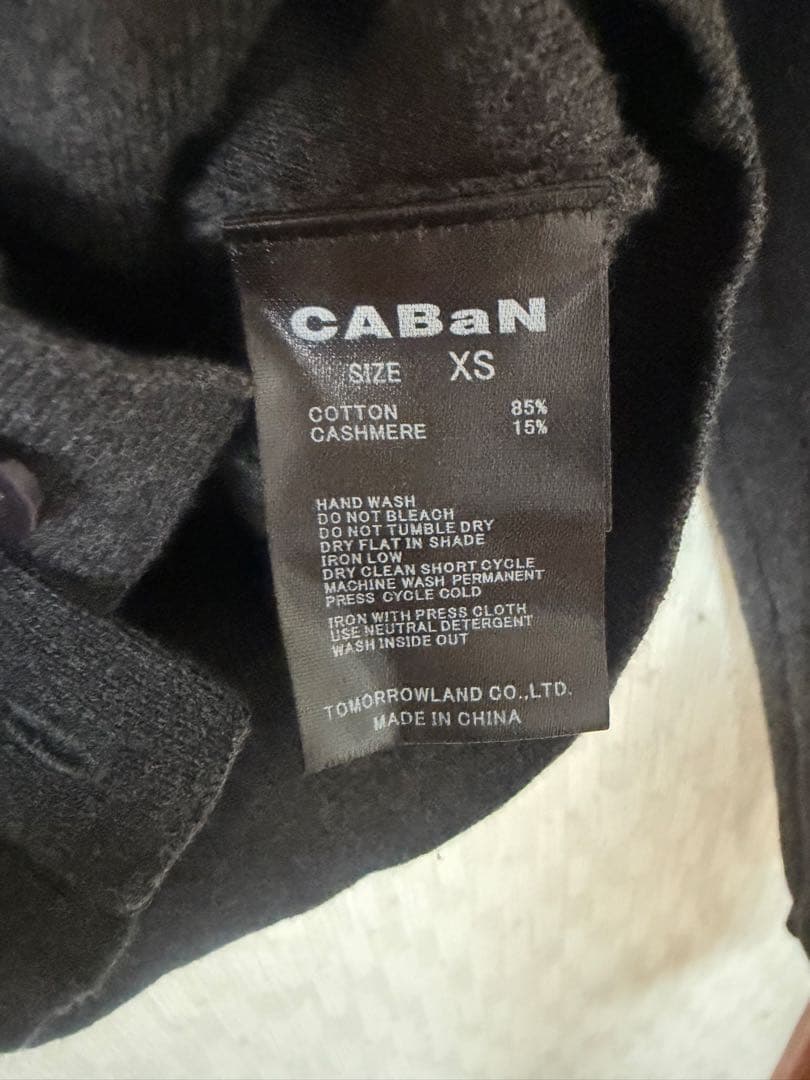 CABaN
SIZE XS
COTTON 85%
CASHMERE 15%
HAND WASH
DO NOT BLEACH
DO NOT TUMBLE DRY
DRY FLAT IN SHADE
IRON LOW
DRY CLEAN SHORT CYCLE
MACHINE WASH PERMANENT
PRESS CYCLE COLD
IRON WITH PRESS CLOTH
USE NEUTRAL DETERGENT
WASH INSIDE OUT
TOMORROWLAND CO.,LTD.
MADE IN CHINA